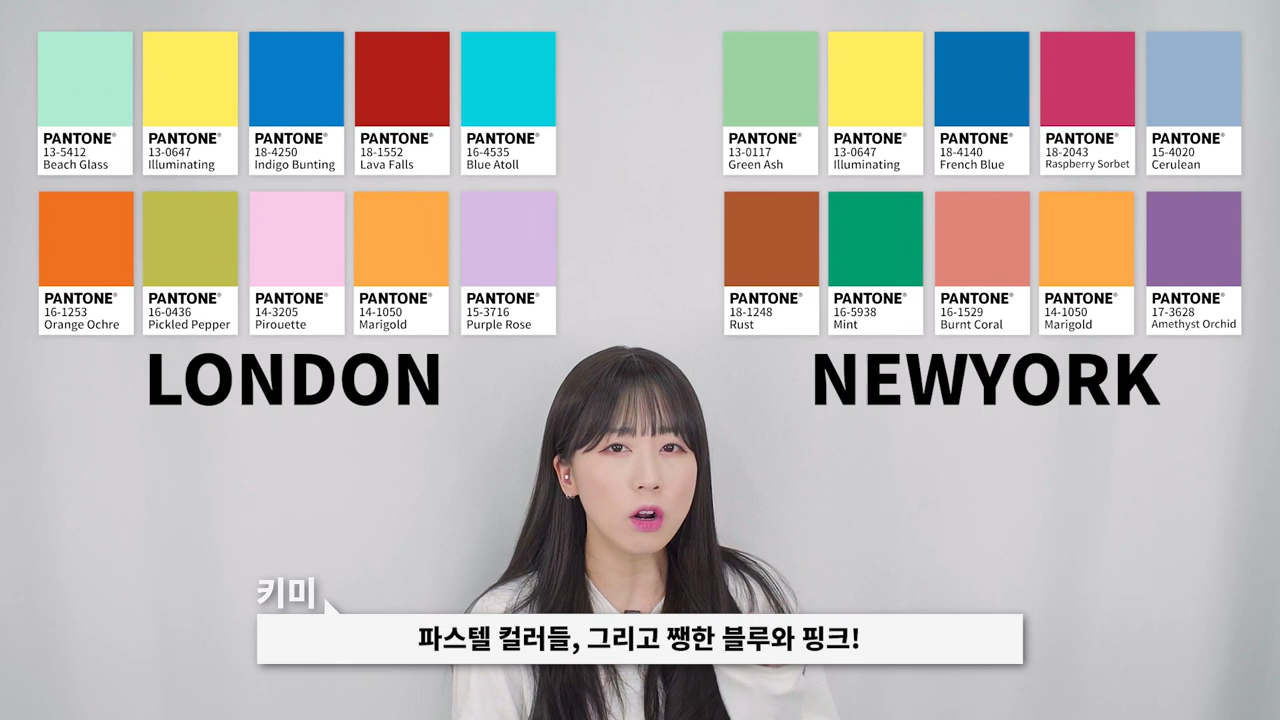 PANTONE®
13-5412
Beach Glass
PANTONE®
13-0647
Illuminating
PANTONE®
18-4250
Indigo Bunting
PANTONE®
18-1552
Lava Falls
PANTONE®
16-4535
Blue Atoll
PANTONE®
16-1253
Orange Ochre
PANTONE®
16-0436
Pickled Pepper
PANTONE®
14-3205
Pirouette
PANTONE®
14-1050
Marigold
PANTONE®
15-3716
Purple Rose
LONDON
PANTONE®
13-0117
Green Ash
PANTONE®
13-0647
Illuminating
PANTONE®
18-4140
French Blue
PANTONE®
18-2043
Raspberry Sorbet
PANTONE®
15-4020
Cerulean
PANTONE®
18-1248
Rust
PANTONE®
16-5938
Mint
PANTONE®
16-1529
Burnt Coral
PANTONE®
14-1050
Marigold
PANTONE®
17-3628
Amethyst Orchid
NEWYORK
키미
파스텔 컬러들, 그리고 쨍한 블루와 핑크!